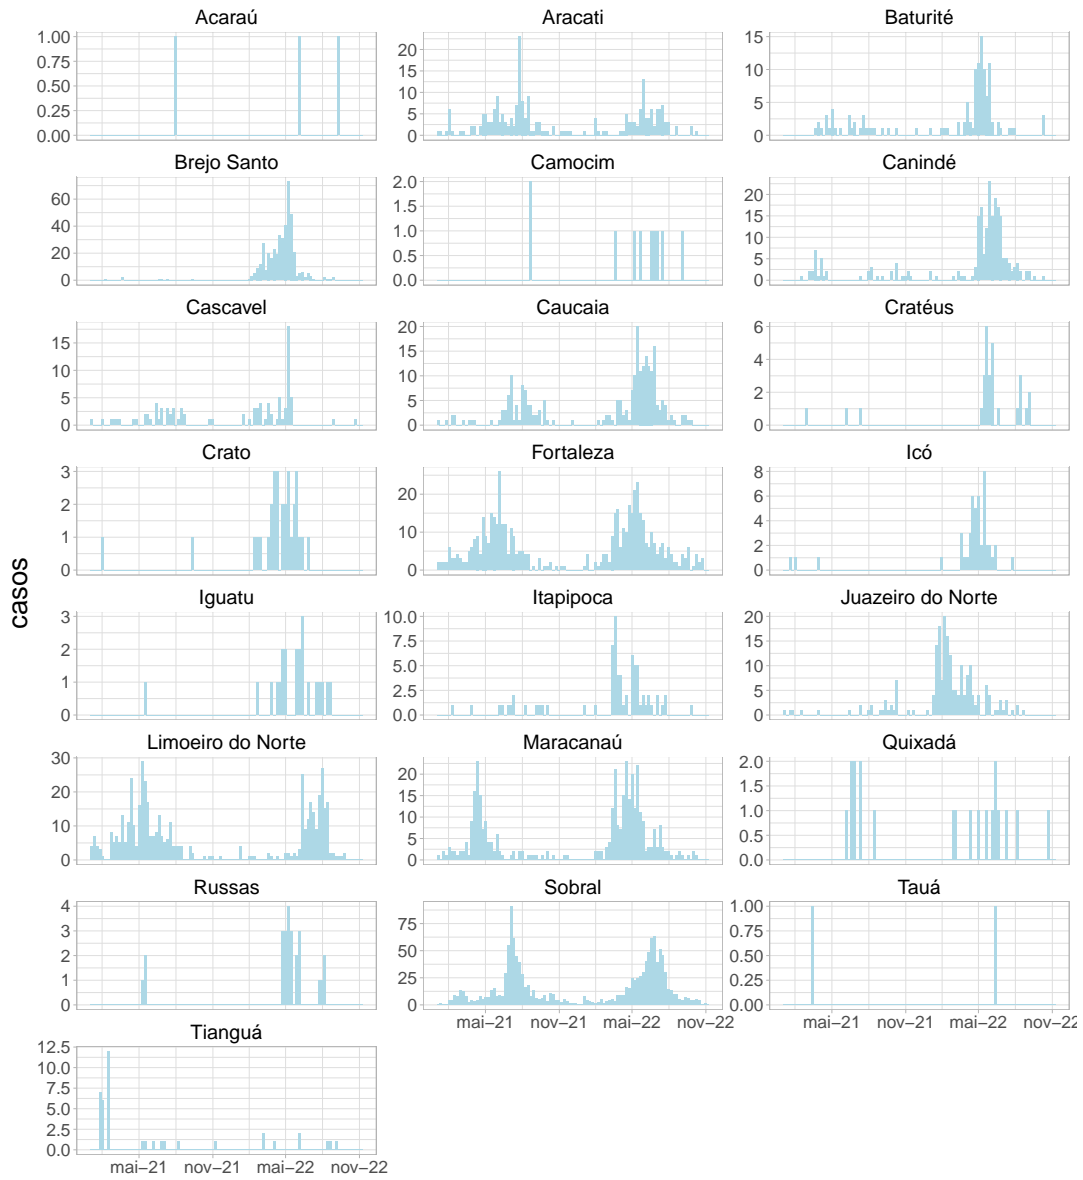 Acaraú Aracati Baturité
1.00 0.75 0.50 0.25 0.00
20 15 10 5 0
15 10 5 0
Brejo Santo Camocim Canindé
60 40 20 0
2.0 1.5 1.0 0.5 0.0
20 15 10 5 0
Cascavel Caucaia Cratéus
15 10 5 0
20 15 10 5 0
6 4 2 0
Crato Fortaleza Icó
3 2 1 0
20 10 0
8 6 4 2 0
casos
Iguatu Itapipoca Juazeiro do Norte
3 2 1 0
10.0 7.5 5.0 2.5 0.0
20 15 10 5 0
Limoeiro do Norte Maracanaú Quixadá
30 20 10 0
20 15 10 5 0
2.0 1.5 1.0 0.5 0.0
Russas Sobral Tauá
4 3 2 1 0
75 50 25 0
1.00 0.75 0.50 0.25 0.00
mai−21 nov−21 mai−22 nov−22 mai−21 nov−21 mai−22 nov−22
Tianguá
12.5 10.0 7.5 5.0 2.5 0.0
mai−21 nov−21 mai−22 nov−22